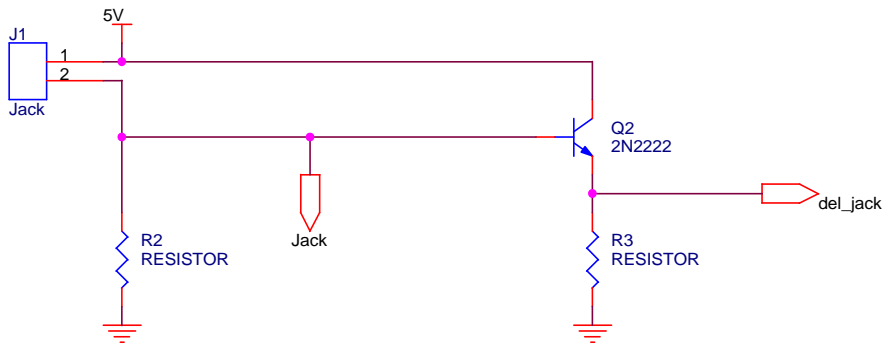 5V
J1
1
2
Jack
Q2
2N2222
del_jack
Jack
R2
RESISTOR
R3
RESISTOR